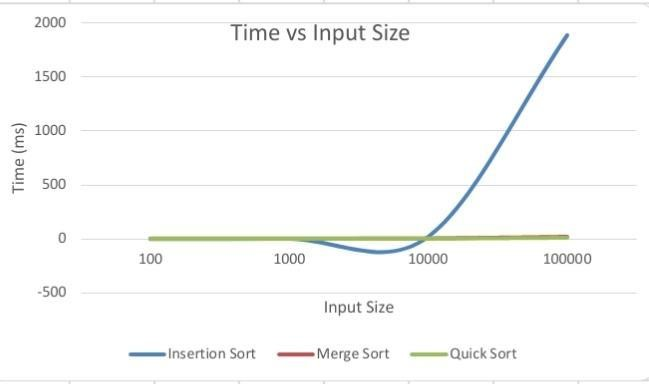 Time vs Input Size
2000
1500
1000
500
0
-500
Time (ms)
100 1000 10000 100000
Input Size
Insertion Sort Merge Sort Quick Sort